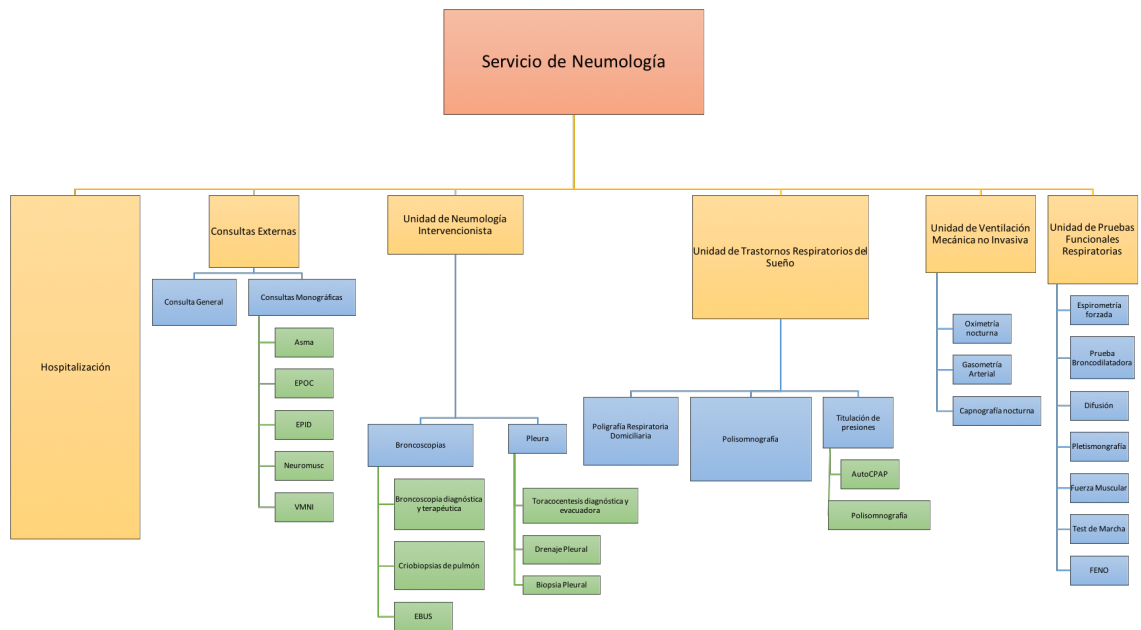 Servicio de Neumología
Hospitalización
Consultas Externas
Consulta General
Consultas Monográficas
Asma
EPOC
EPID
Neuromusc
VMNI
Unidad de Neumología
Intervencionista
Broncoscopias
Broncoscopia diagnóstica
y terapéutica
Criobiopsias de pulmón
EBUS
Pleura
Toracocentesis diagnóstica y
evacuadora
Drenaje Pleural
Biopsia Pleural
Unidad de Trastornos Respiratorios del
Sueño
Poligrafía Respiratoria
Domiciliaria
Polisomnografía
Titulación de
presiones
AutoCPAP
Polisomnografía
Unidad de Ventilación
Mecánica no Invasiva
Oximetría
nocturna
Gasometría
Arterial
Capnografía nocturna
Unidad de Pruebas
Funcionales
Respiratorias
Espirometría
forzada
Prueba
Broncodilatadora
Difusión
Pletismografía
Fuerza Muscular
Test de Marcha
FENO